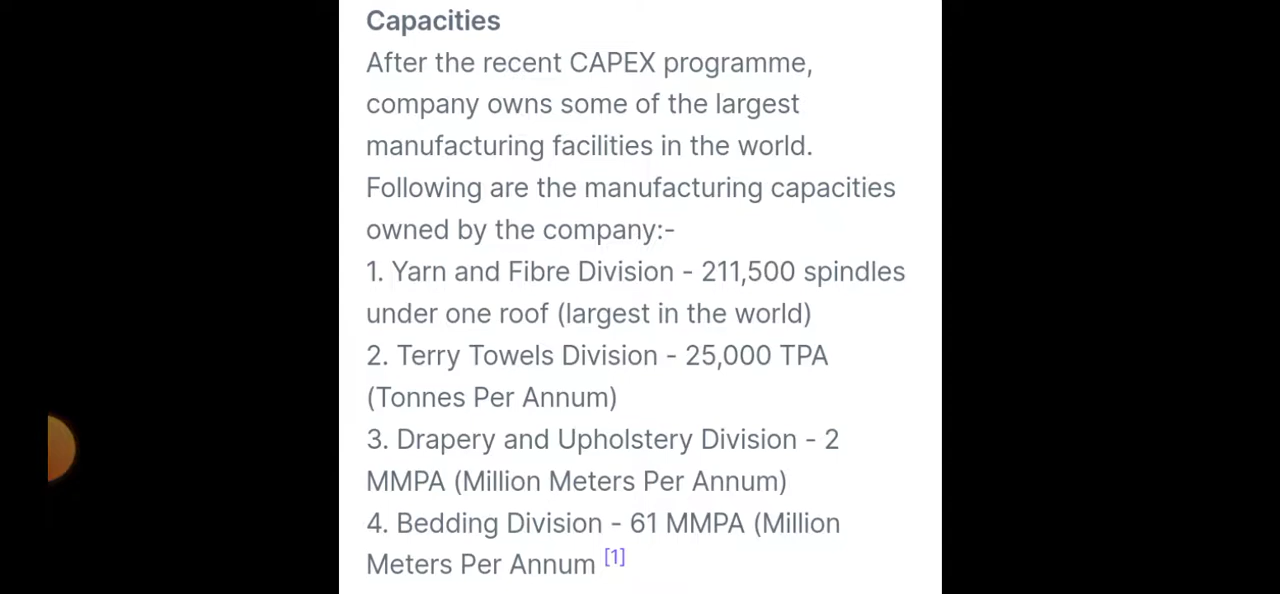 Capacities
After the recent CAPEX programme,
company owns some of the largest
manufacturing facilities in the world.
Following are the manufacturing capacities
owned by the company:-
1. Yarn and Fibre Division - 211,500 spindles
under one roof (largest in the world)
2. Terry Towels Division - 25,000 TPA
(Tonnes Per Annum)
3. Drapery and Upholstery Division - 2
MMPA (Million Meters Per Annum)
4. Bedding Division - 61 MMPA (Million
Meters Per Annum [1]